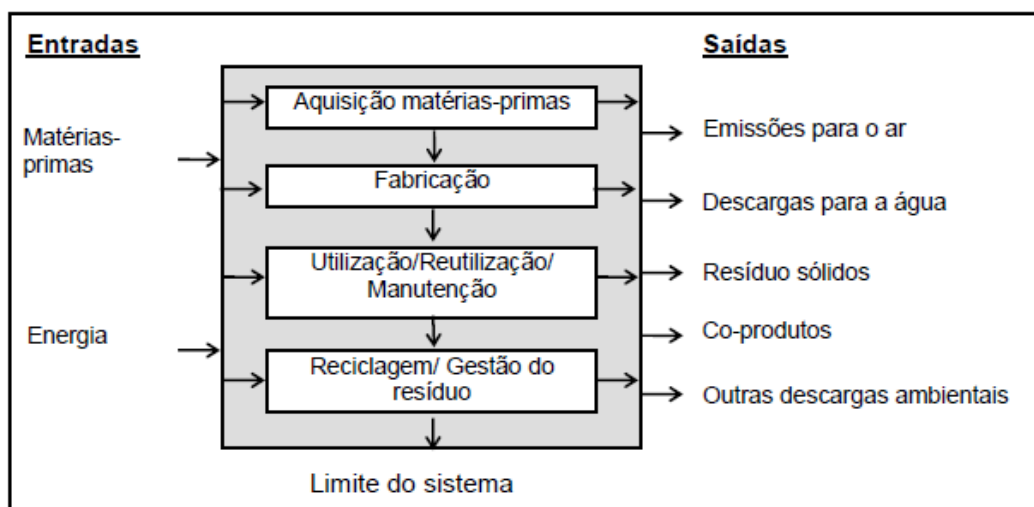 Entradas
Saídas
Aquisição matérias-primas
Matérias-
primas
Emissões para o ar
Fabricação
Descargas para a água
Utilização/Reutilização/
Manutenção
Resíduo sólidos
Energia
Co-produtos
Reciclagem/ Gestão do
resíduo
Outras descargas ambientais
Limite do sistema